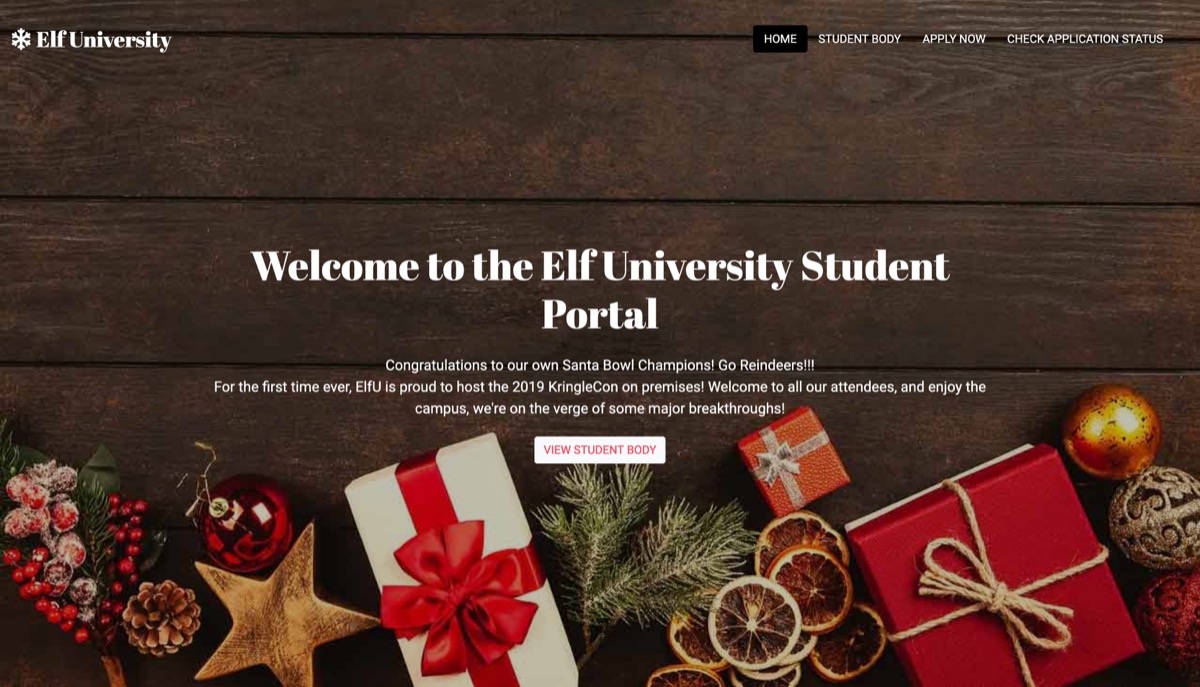 Elf University
HOME STUDENT BODY APPLY NOW CHECK APPLICATION STATUS
Welcome to the Elf University Student
Portal
Congratulations to our own Santa Bowl Champions! Go Reindeers!!!
For the first time ever, ElfU is proud to host the 2019 KringleCon on premises! Welcome to all our attendees, and enjoy the
campus, we're on the verge of some major breakthroughs!
VIEW STUDENT BODY